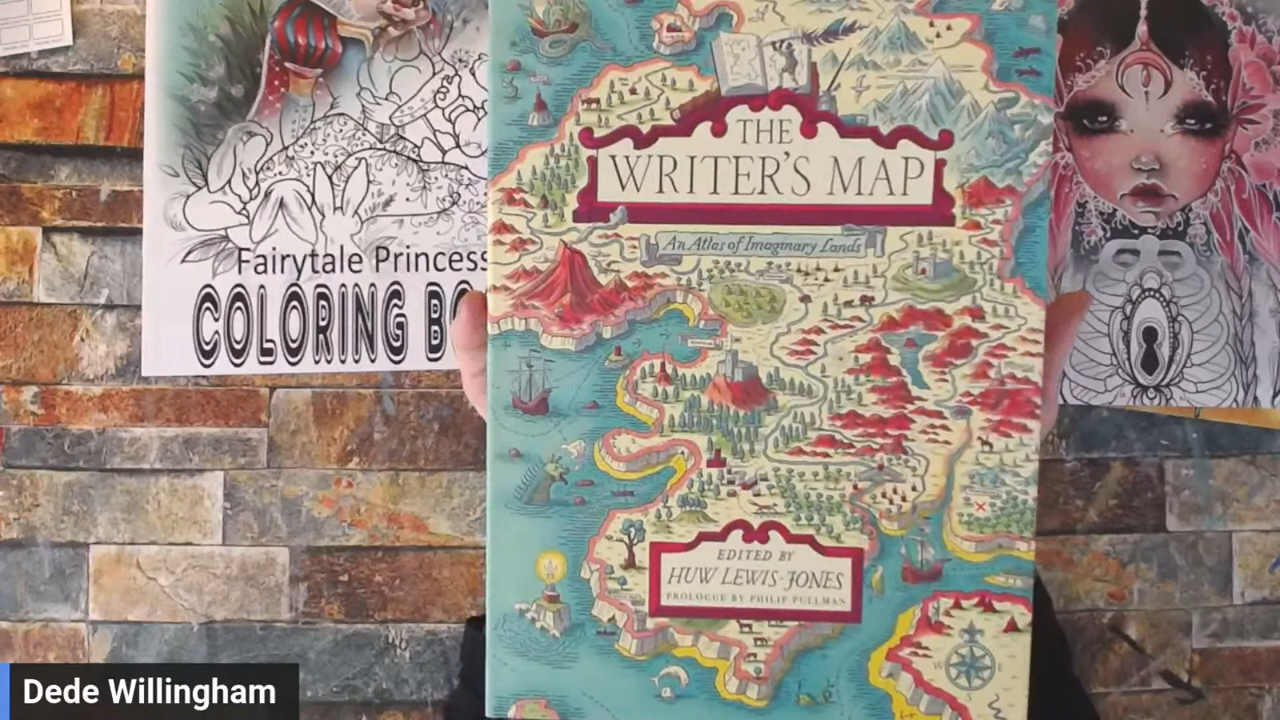 THE
WRITER'S MAP
An Atlas of Imaginary Lands
EDITED BY
HUW LEWIS-JONES
PROLOGUE BY PHILIP PULLMAN
Fairytale Princess
COLORING BO
W
E
Dede Willingham